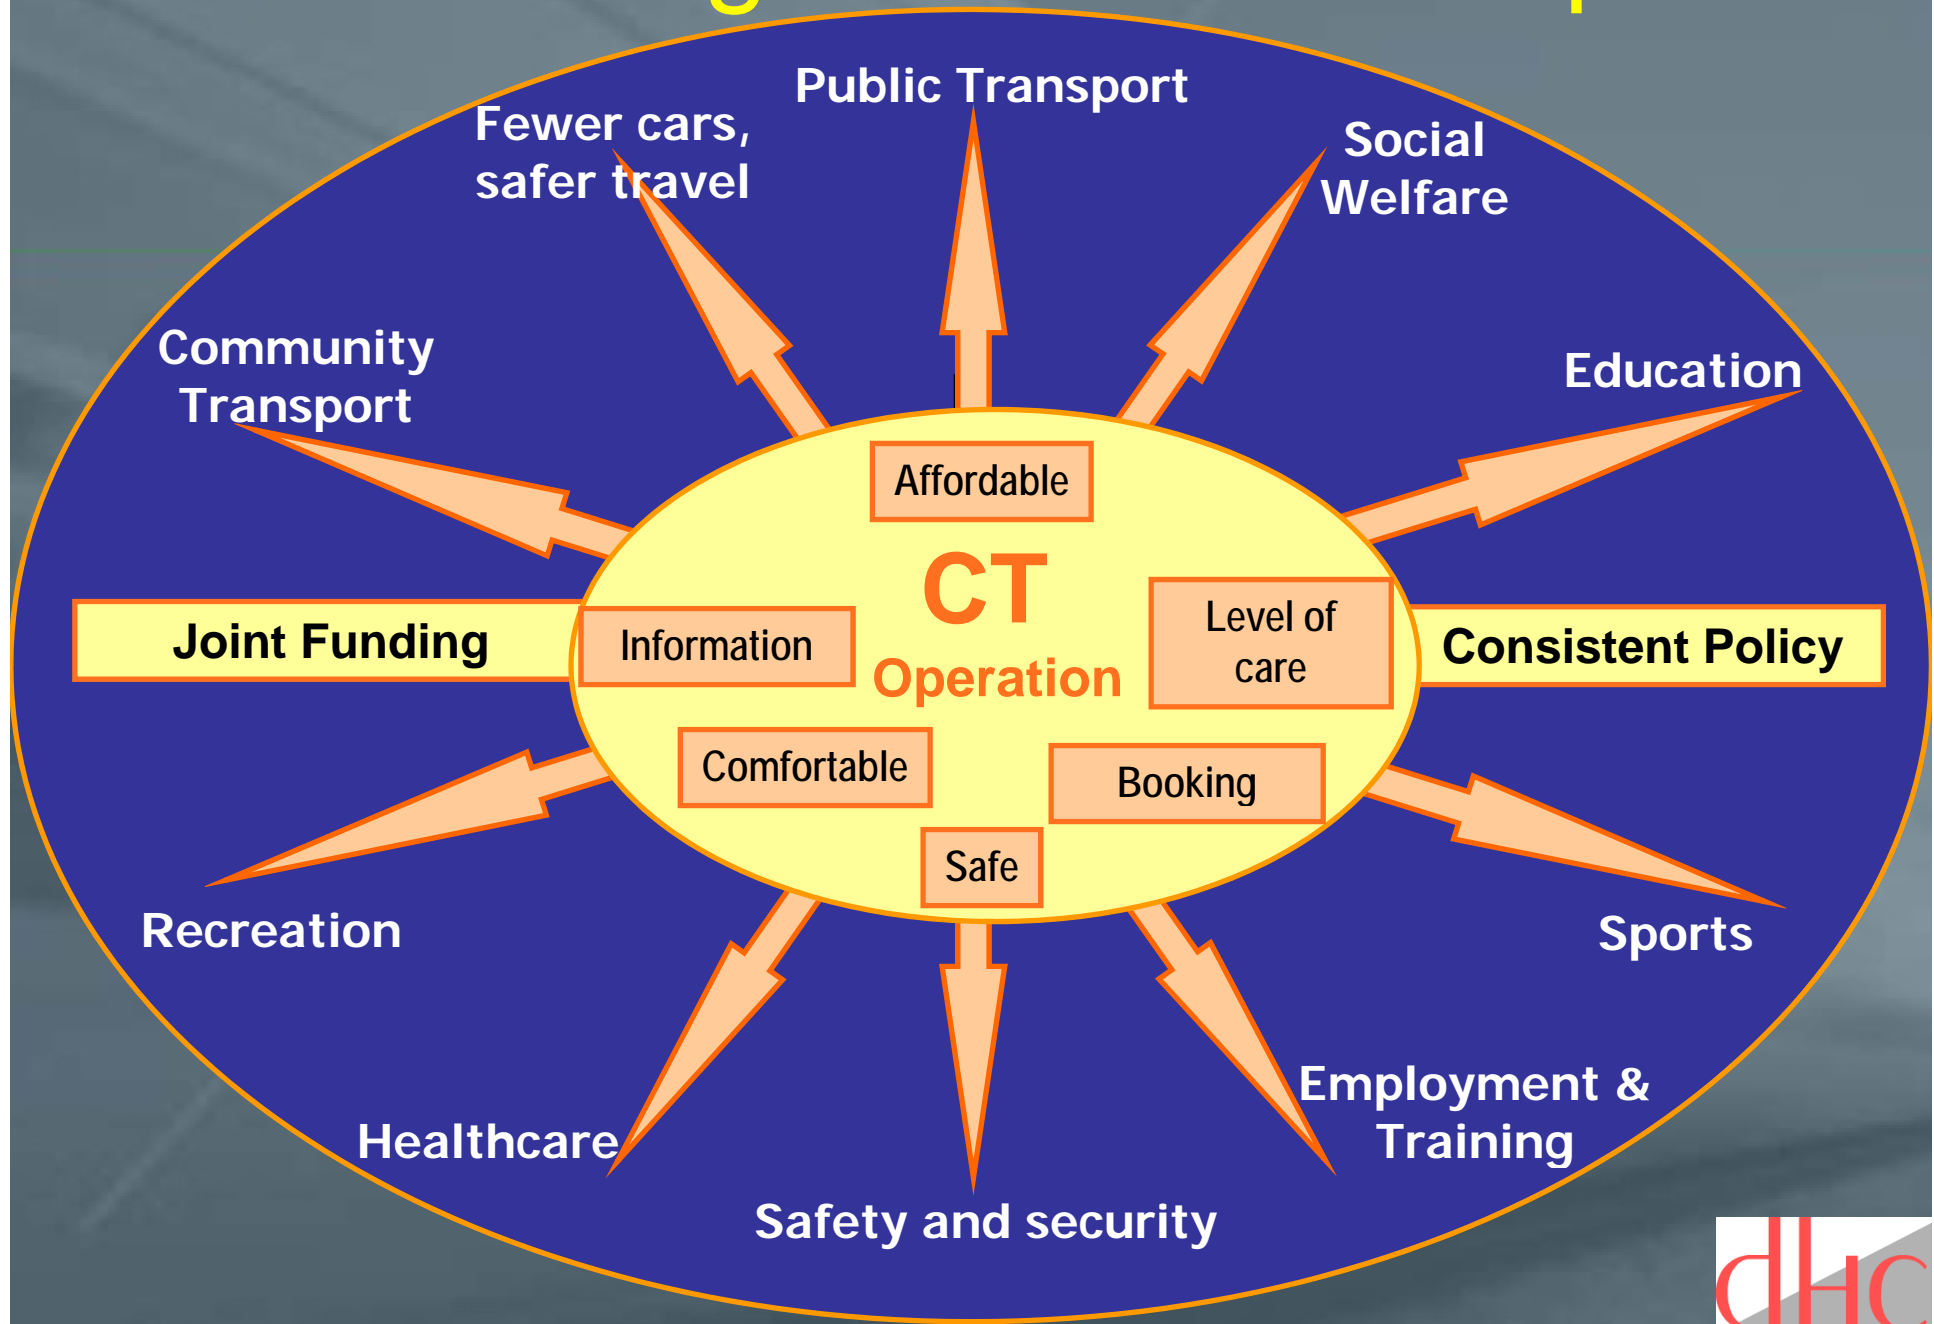 Public Transport
Fewer cars,
safer travel
Social
Welfare
Community
Transport
Education
Affordable
CT
Operation
Joint Funding
Information
Level of
care
Consistent Policy
Comfortable
Booking
Safe
Recreation
Sports
Healthcare
Employment &
Training
Safety and security
dhc